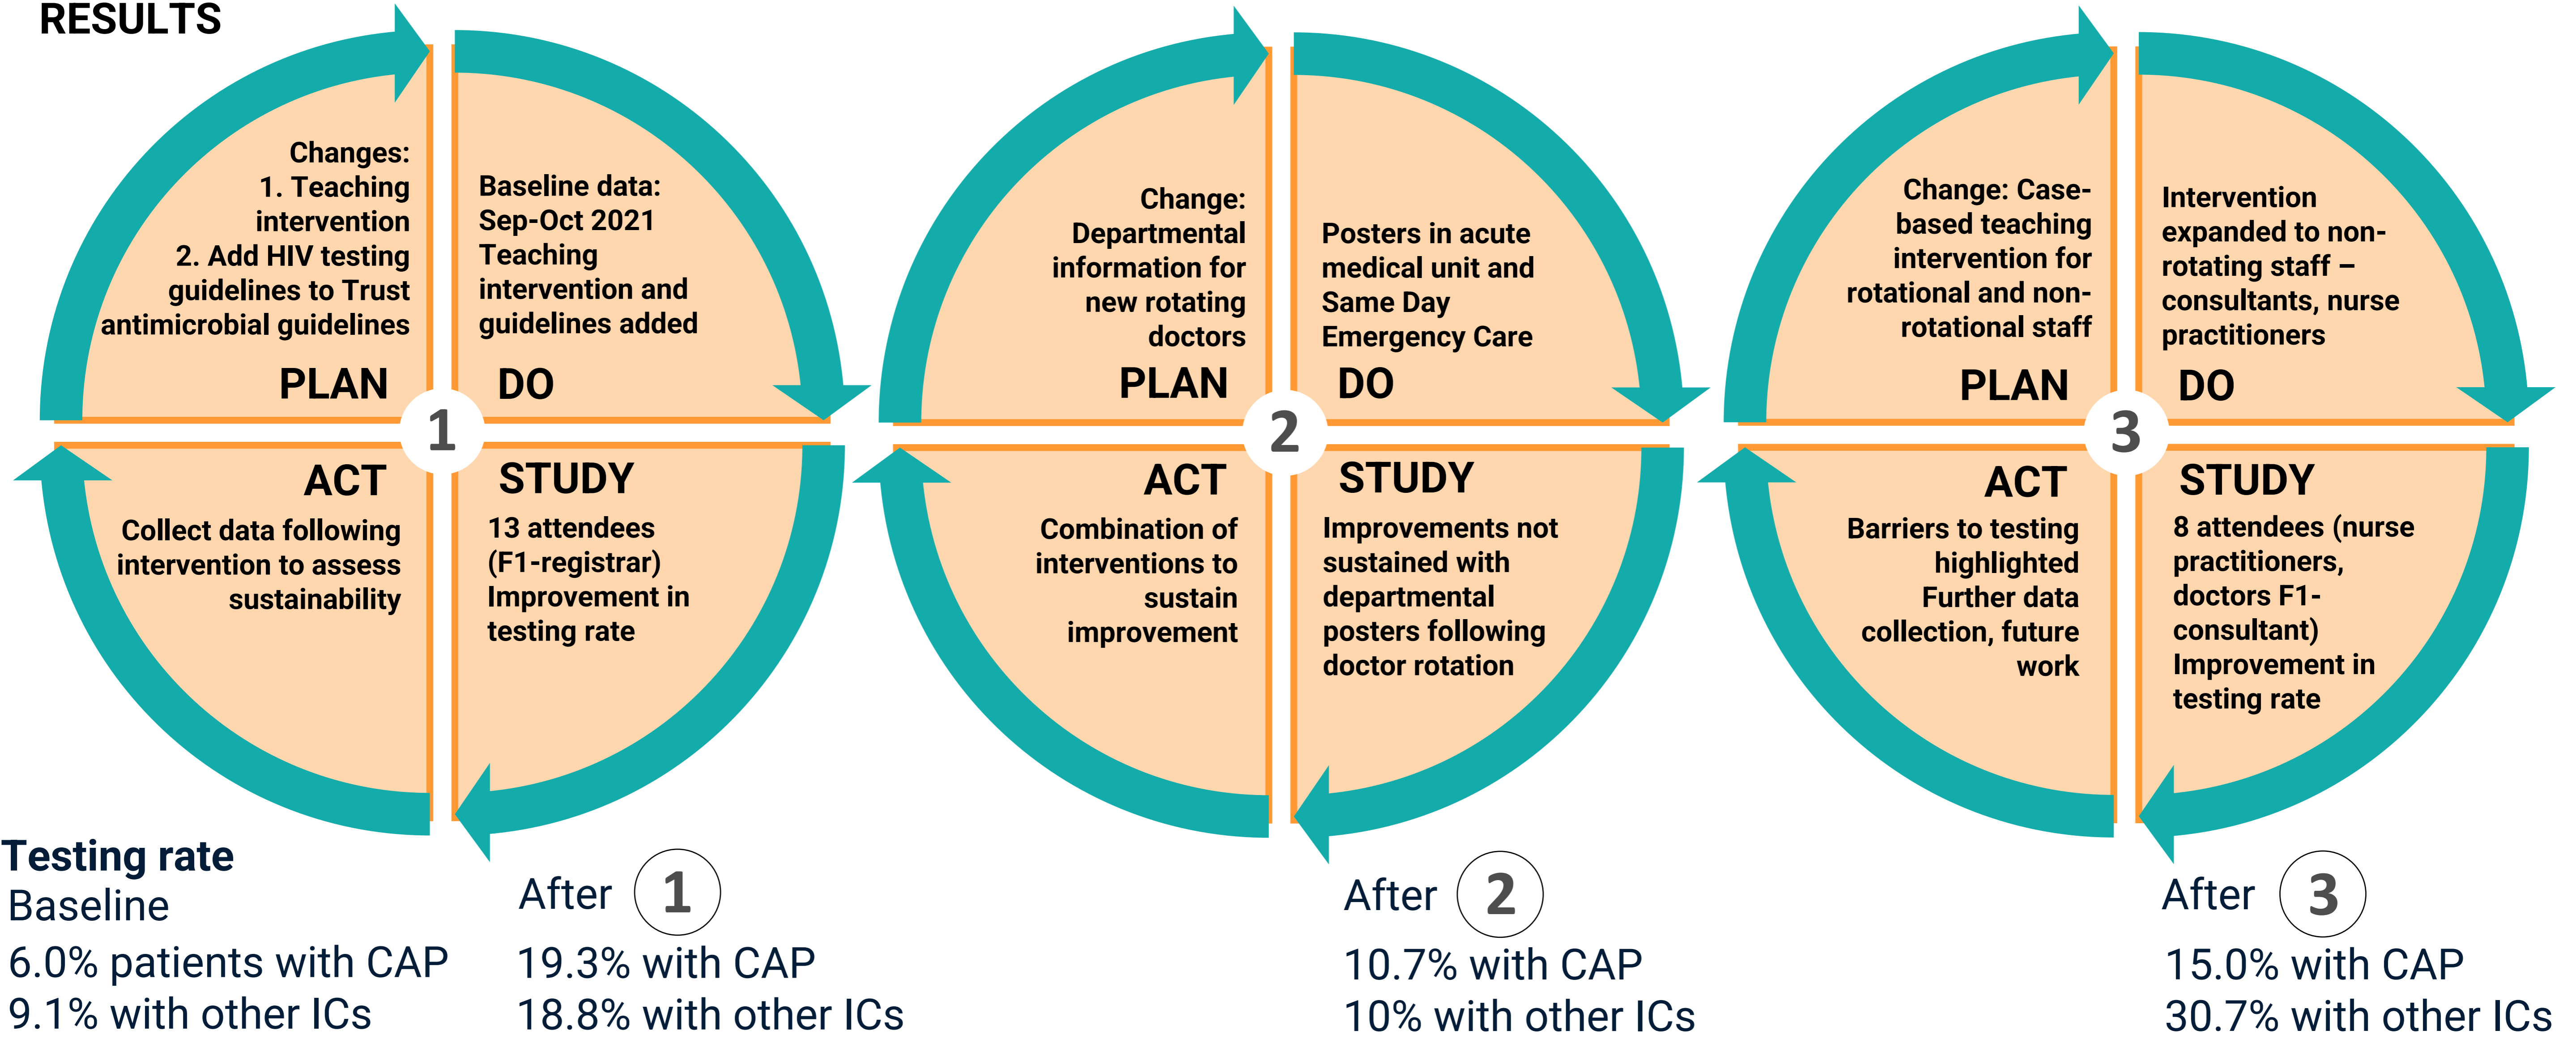 RESULTS
Changes:
1. Teaching
intervention
2. Add HIV testing
guidelines to Trust
antimicrobial guidelines
PLAN
Baseline data:
Sep-Oct 2021
Teaching
intervention and
guidelines added
DO
1
ACT
Collect data following
intervention to assess
sustainability
STUDY
13 attendees
(F1-registrar)
Improvement in
testing rate
Change:
Departmental
information for
new rotating
doctors
PLAN
Posters in acute
medical unit and
Same Day
Emergency Care
DO
2
ACT
Combination of
interventions to
sustain
improvement
STUDY
Improvements not
sustained with
departmental
posters following
doctor rotation
Change: Case-
based teaching
intervention for
rotational and non-
rotational staff
PLAN
Intervention
expanded to non-
rotating staff –
consultants, nurse
practitioners
DO
3
ACT
Barriers to testing
highlighted
Further data
collection, future
work
STUDY
8 attendees (nurse
practitioners,
doctors F1-
consultant)
Improvement in
testing rate
Testing rate
Baseline
6.0% patients with CAP
9.1% with other ICs
After 1
19.3% with CAP
18.8% with other ICs
After 2
10.7% with CAP
10% with other ICs
After 3
15.0% with CAP
30.7% with other ICs